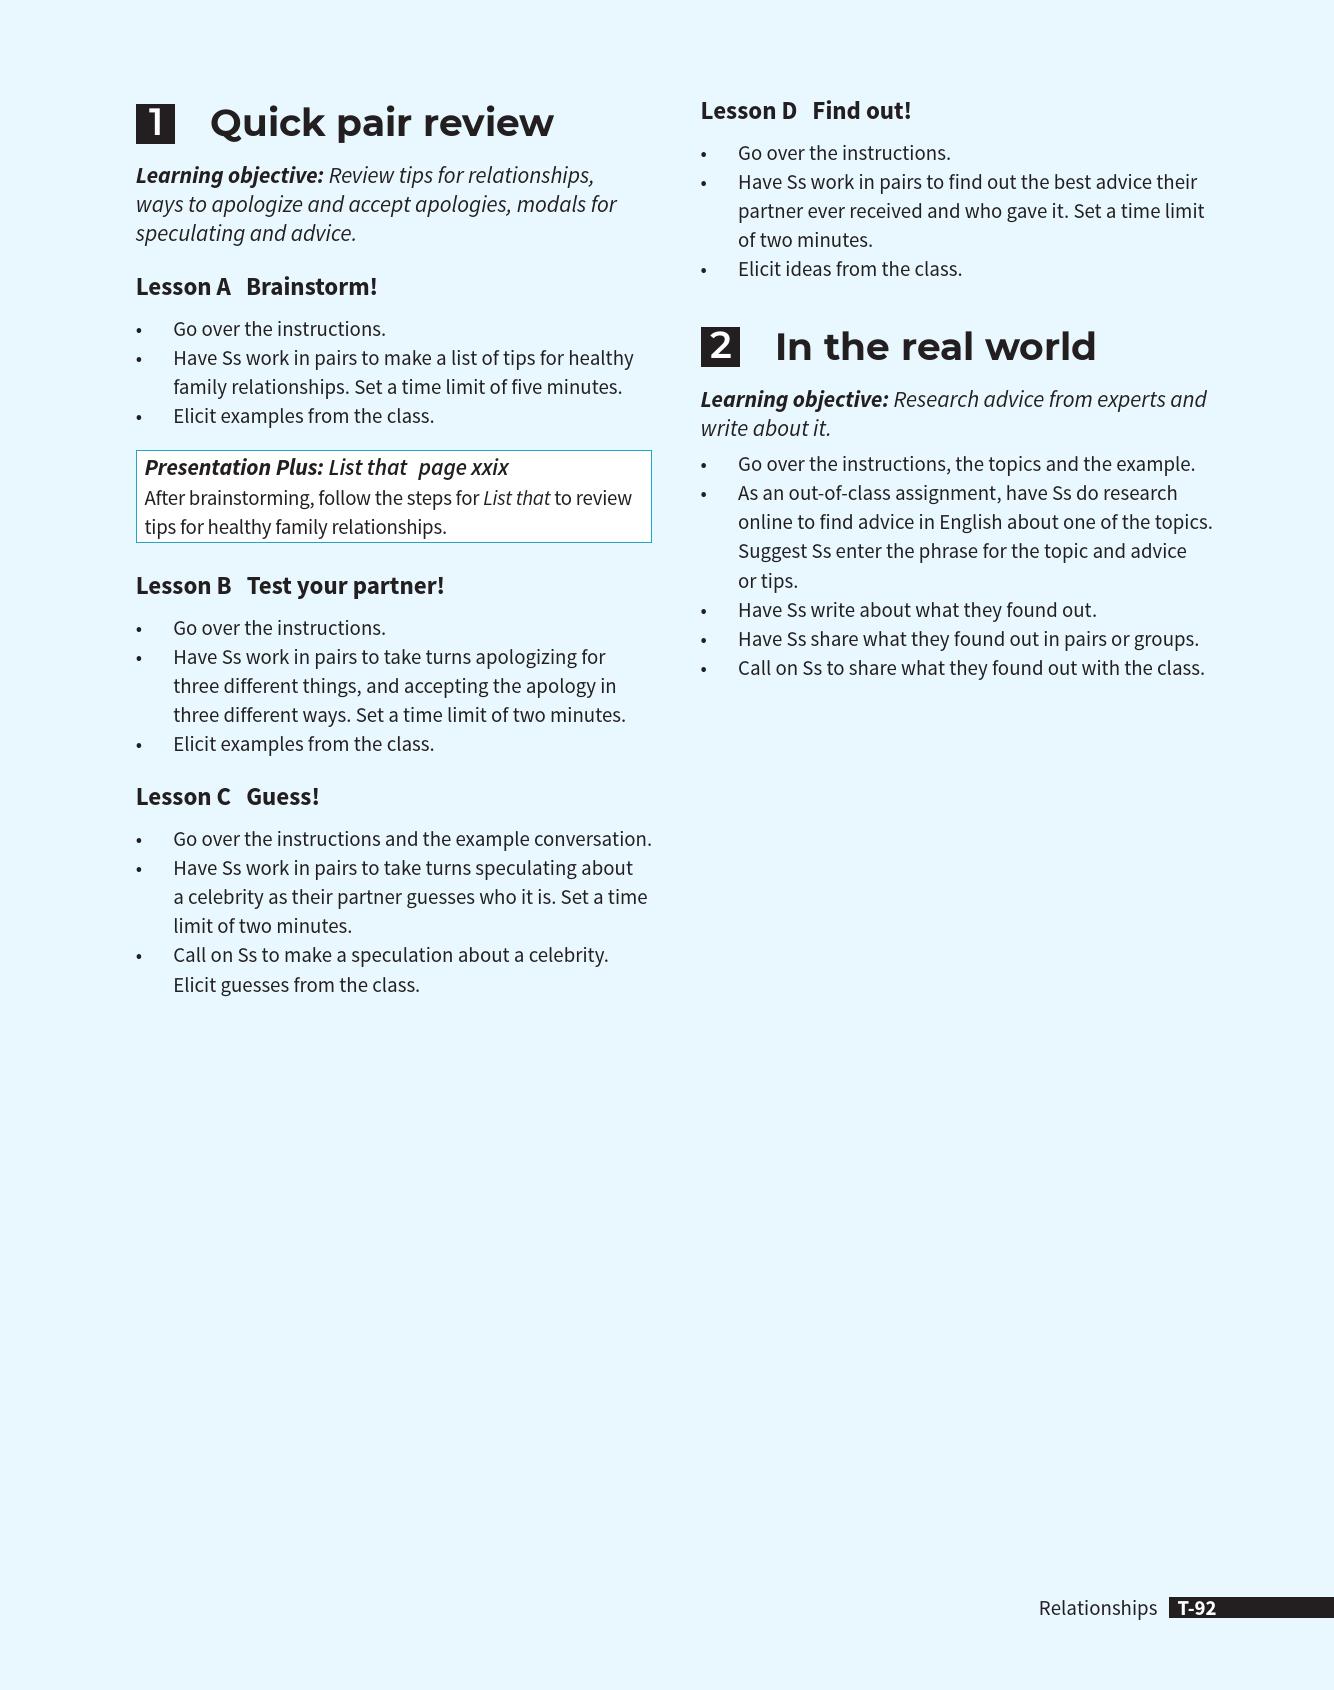 1 Quick pair review
Learning objective: Review tips for relationships,
ways to apologize and accept apologies, modals for
speculating and advice.
Lesson A Brainstorm!
• Go over the instructions.
• Have Ss work in pairs to make a list of tips for healthy
family relationships. Set a time limit of five minutes.
• Elicit examples from the class.
Presentation Plus: List that page xxix
After brainstorming, follow the steps for List that to review
tips for healthy family relationships.
Lesson B Test your partner!
• Go over the instructions.
• Have Ss work in pairs to take turns apologizing for
three different things, and accepting the apology in
three different ways. Set a time limit of two minutes.
• Elicit examples from the class.
Lesson C Guess!
• Go over the instructions and the example conversation.
• Have Ss work in pairs to take turns speculating about
a celebrity as their partner guesses who it is. Set a time
limit of two minutes.
• Call on Ss to make a speculation about a celebrity.
Elicit guesses from the class.
Lesson D Find out!
• Go over the instructions.
• Have Ss work in pairs to find out the best advice their
partner ever received and who gave it. Set a time limit
of two minutes.
• Elicit ideas from the class.
2 In the real world
Learning objective: Research advice from experts and
write about it.
• Go over the instructions, the topics and the example.
• As an out-of-class assignment, have Ss do research
online to find advice in English about one of the topics.
Suggest Ss enter the phrase for the topic and advice
or tips.
• Have Ss write about what they found out.
• Have Ss share what they found out in pairs or groups.
• Call on Ss to share what they found out with the class.
Relationships T-92